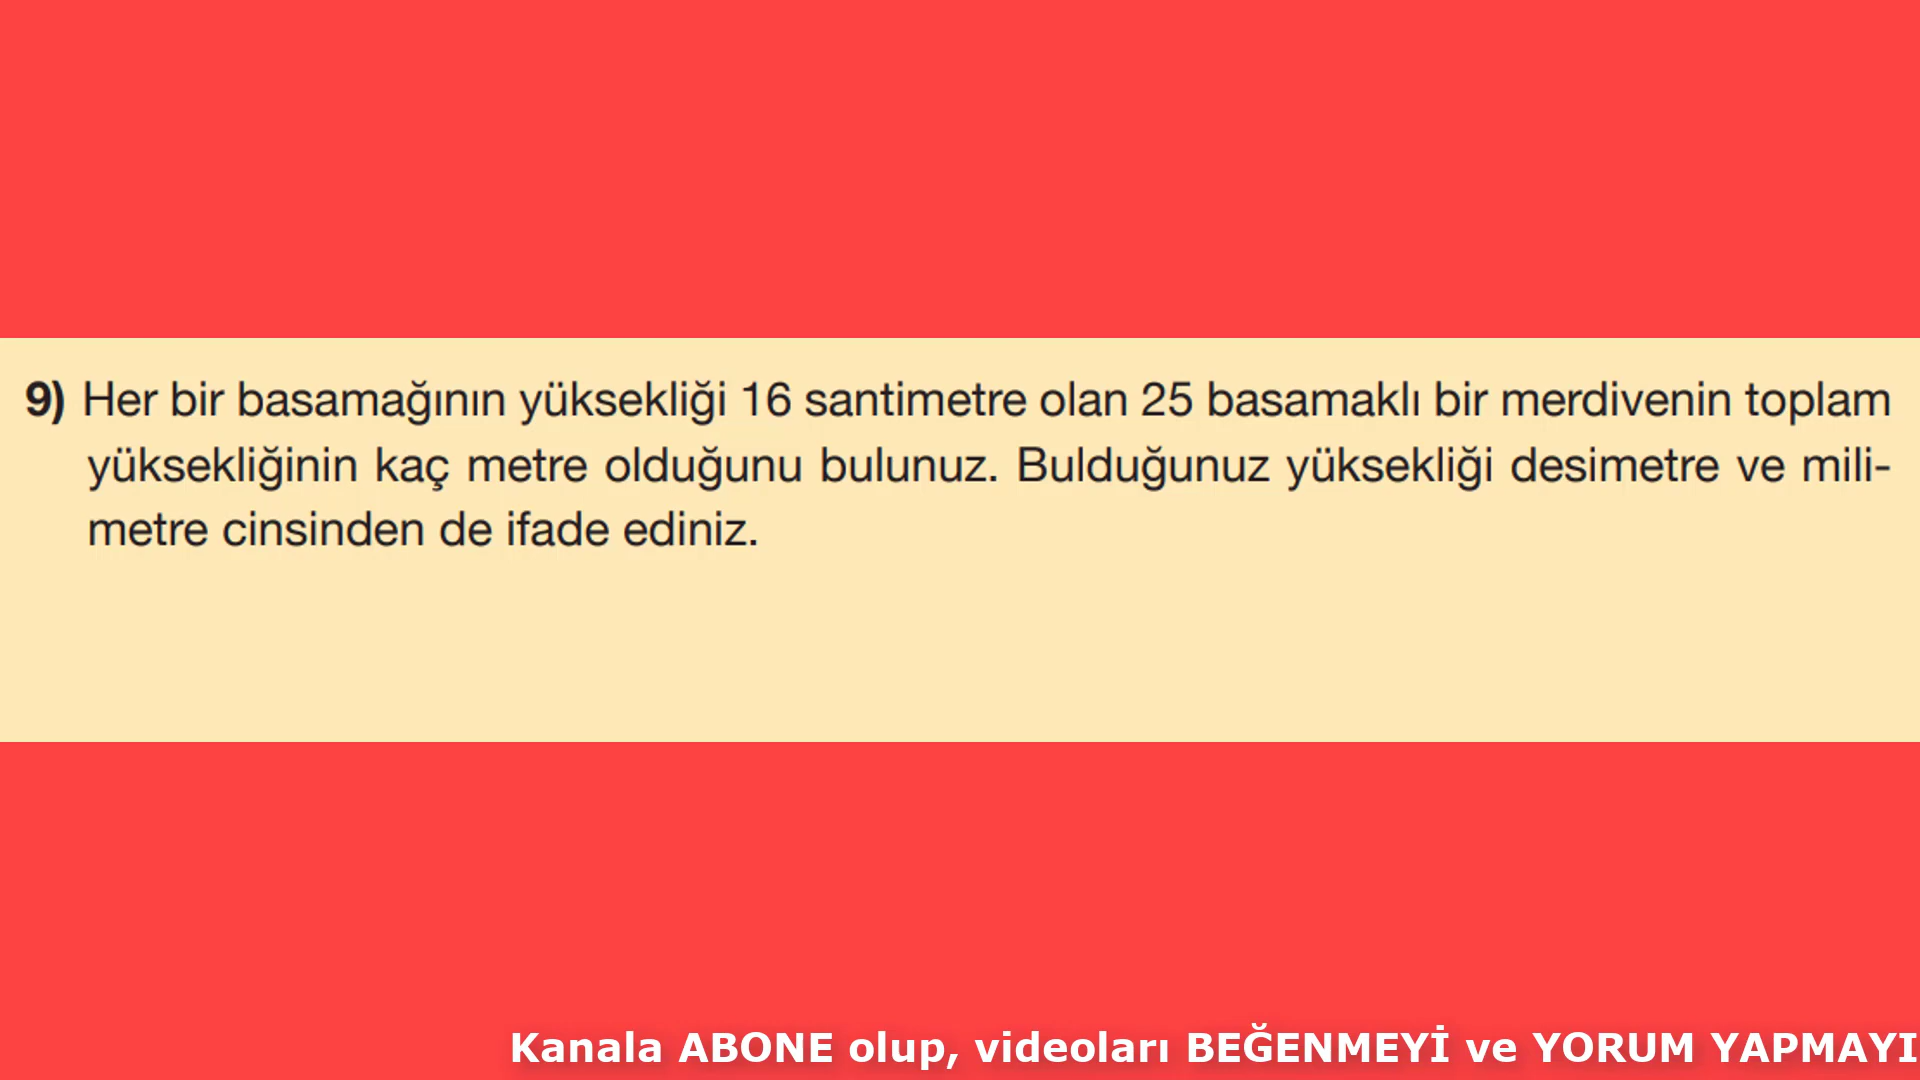 9) Her bir basamağının yüksekliği 16 santimetre olan 25 basamaklı bir merdivenin toplam
yüksekliğinin kaç metre olduğunu bulunuz. Bulduğunuz yüksekliği desimetre ve mili-
metre cinsinden de ifade ediniz.
Kanala ABONE olup, videoları BEĞENMEYİ ve YORUM YAPMAYI